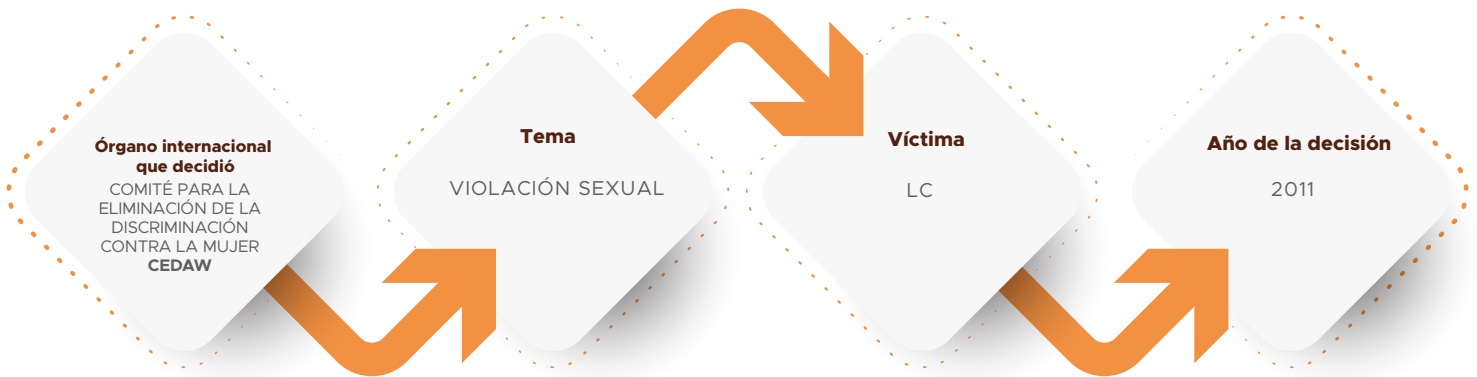 Órgano internacional
que decidió
COMITÉ PARA LA
ELIMINACIÓN DE LA
DISCRIMINACIÓN
CONTRA LA MUJER
CEDAW
Tema
VIOLACIÓN SEXUAL
Víctima
LC
Año de la decisión
2011